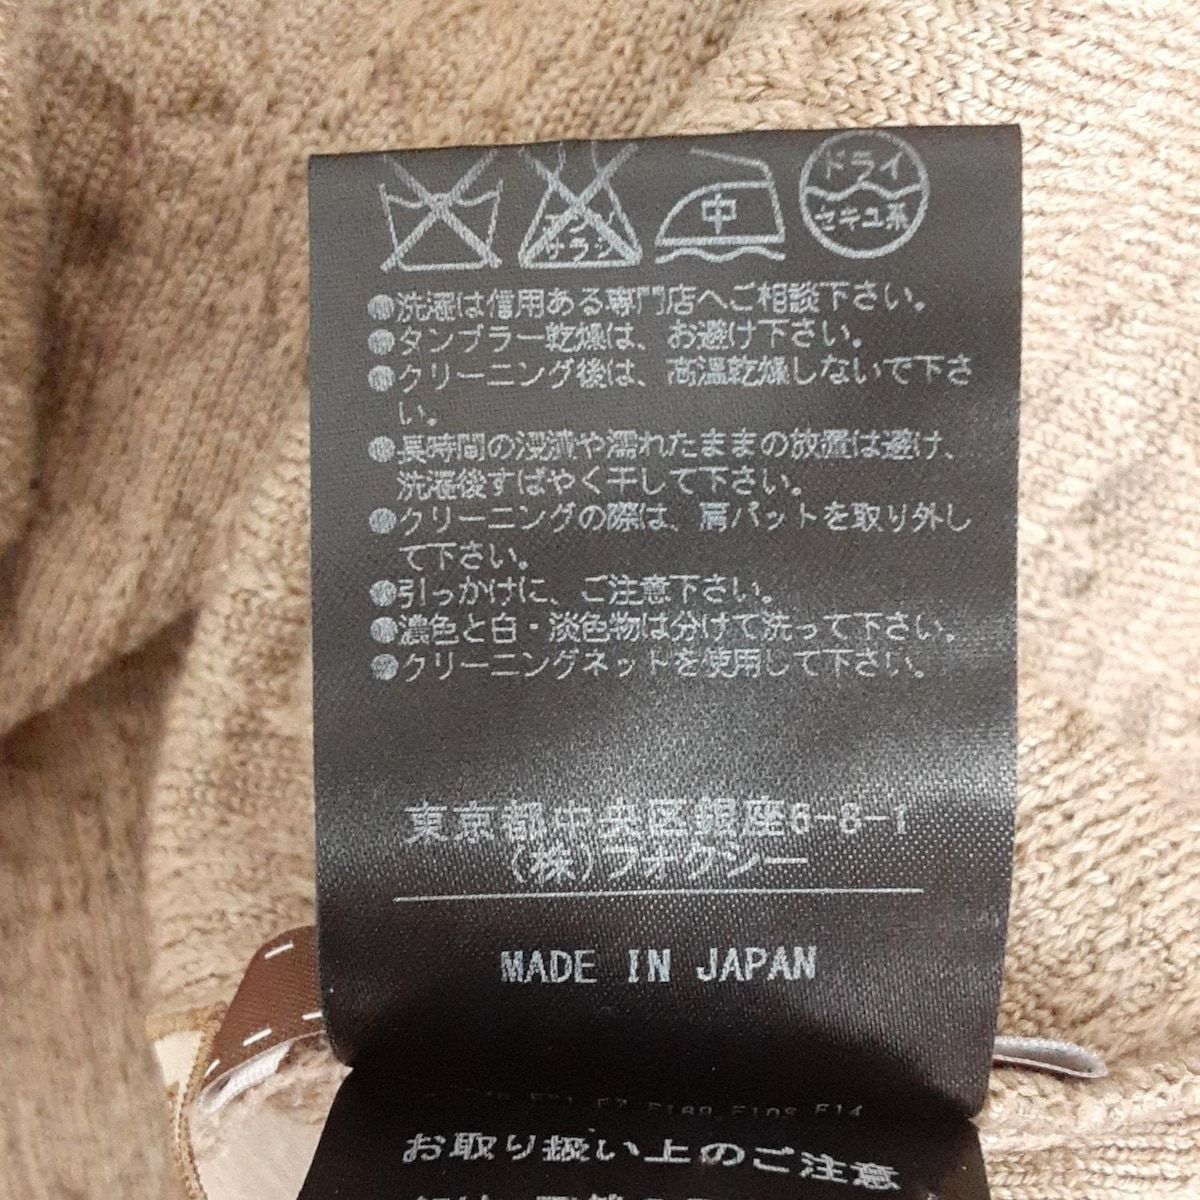 中
ドライ
セキユ系
●洗濯は信用ある専門店へご相談下さい。
●タンブラー乾燥は、お避け下さい。
●クリーニング後は、高温乾燥しないで下さ
い。
●長時間の浸漬や濡れたままの放置は避け、
洗濯後すばやく干して下さい。
●クリーニングの際は、肩パットを取り外し
て下さい。
●引っかけに、ご注意下さい。
●濃色と白・淡色物は分けて洗って下さい。
●クリーニングネットを使用して下さい。
東京都中央区銀座6-8-1
(株)フオクシー
MADE IN JAPAN
お取り扱い上のご注意